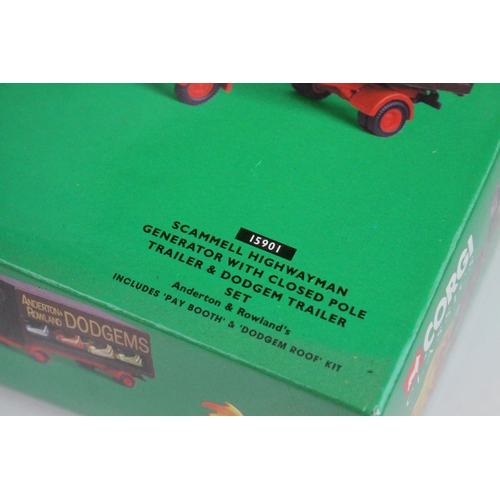 15901
SCAMMELL HIGHWAYMAN
GENERATOR WITH CLOSED POLE
TRAILER & DODGEM TRAILER
SET
Anderton & Rowland's
INCLUDES 'PAY BOOTH' & 'DODGEM ROOF' KIT
ANDERTON &
ROWLAND
DODGEMS
CORGI